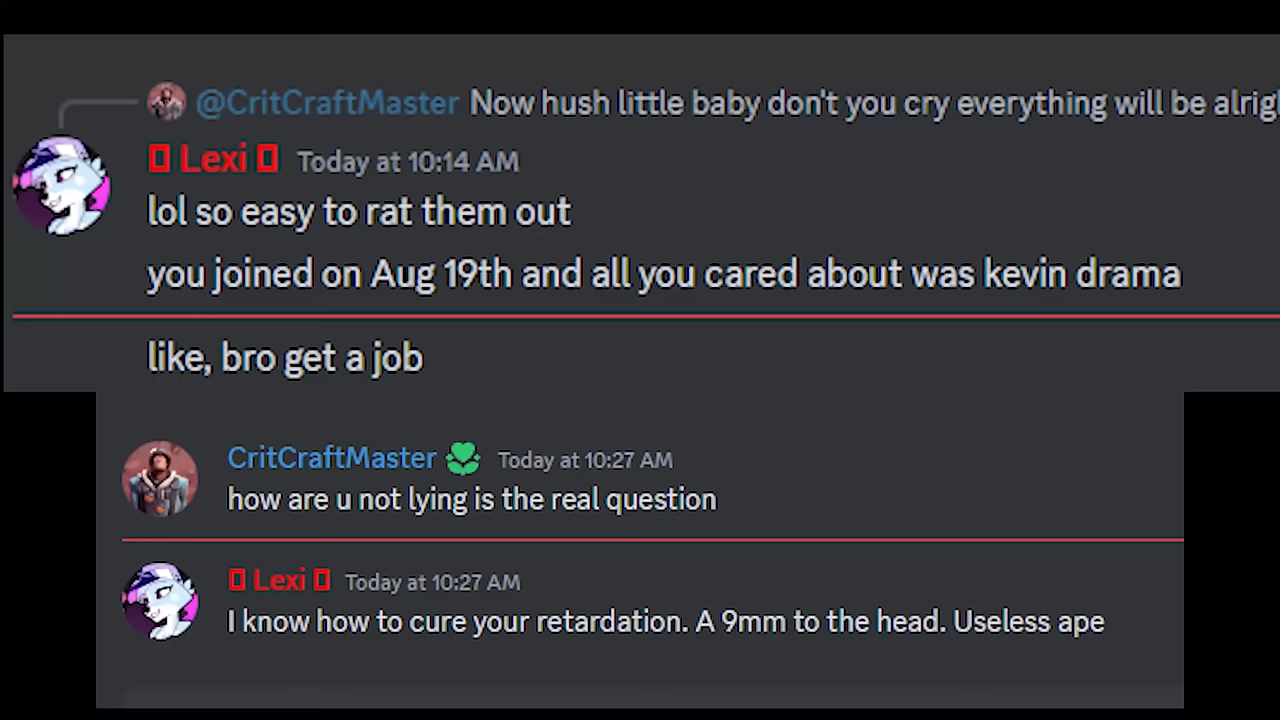 @CritCraftMaster Now hush little baby don't you cry everything will be
▯ Lexi ▯ Today at 10:14 AM
lol so easy to rat them out
you joined on Aug 19th and all you cared about was kevin drama
like, bro get a job
CritCraftMaster Today at 10:27 AM
how are u not lying is the real question
▯ Lexi ▯ Today at 10:27 AM
I know how to cure your retardation. A 9mm to the head. Useless ape